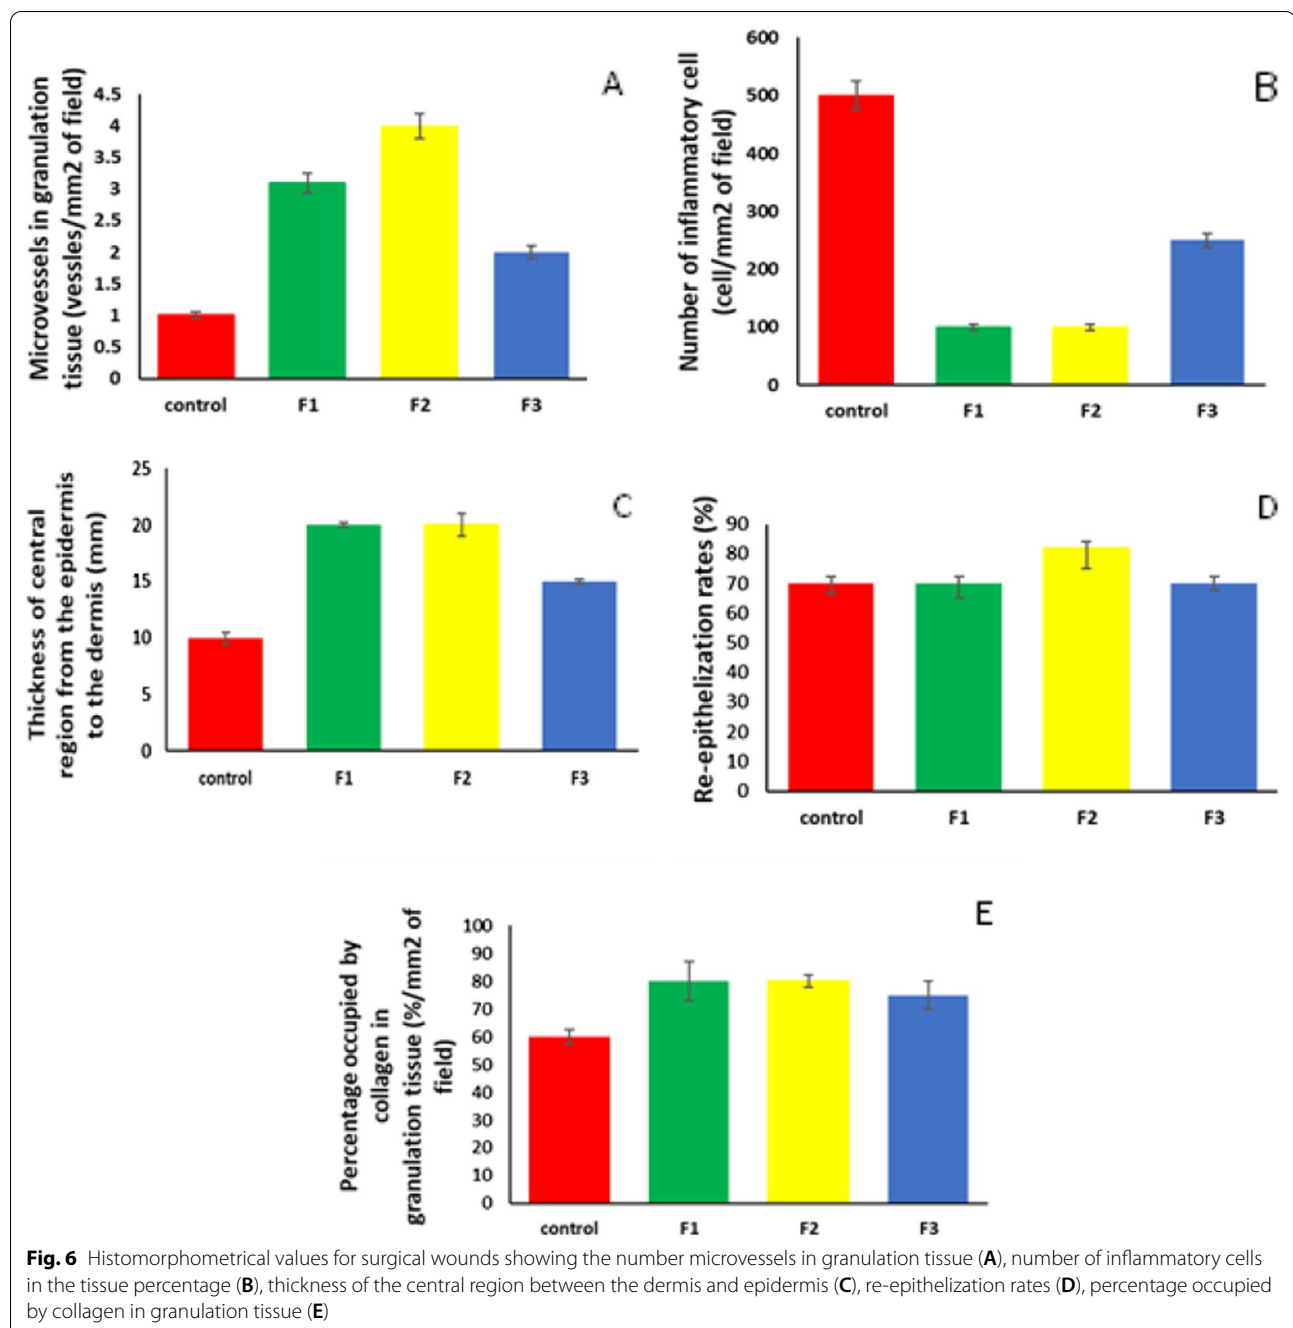 A
Microvessels in granulation
tissue (vessles/mm2 of field)
4.5
4
3.5
3
2.5
2
1.5
1
0.5
0
control F1 F2 F3
B
Number of inflammatory cell
(cell/mm2 of field)
600
500
400
300
200
100
0
control F1 F2 F3
C
Thickness of central
region from the epidermis
to the dermis (mm)
25
20
15
10
5
0
control F1 F2 F3
D
Re-epithelization rates (%)
90
80
70
60
50
40
30
20
10
0
control F1 F2 F3
E
Percentage occupied by
collagen in
granulation tissue (%/mm2 of
field)
100
90
80
70
60
50
40
30
20
10
0
control F1 F2 F3
Fig. 6 Histomorphometrical values for surgical wounds showing the number microvessels in granulation tissue (A), number of inflammatory cells
in the tissue percentage (B), thickness of the central region between the dermis and epidermis (C), re-epithelization rates (D), percentage occupied
by collagen in granulation tissue (E)